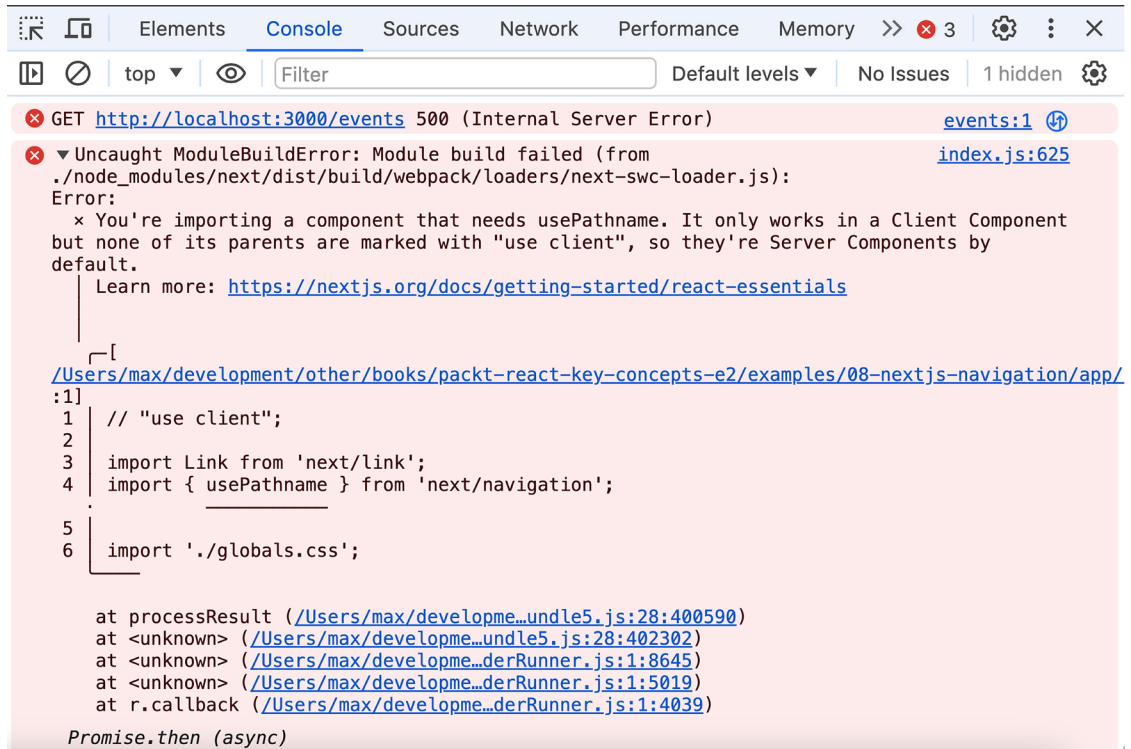 Elements Console Sources Network Performance Memory 3
top Filter Default levels No Issues 1 hidden
GET http://localhost:3000/events 500 (Internal Server Error) events:1
Uncaught ModuleBuildError: Module build failed (from index.js:625
./node_modules/next/dist/build/webpack/loaders/next-swc-loader.js):
Error:
× You're importing a component that needs usePathname. It only works in a Client Component
but none of its parents are marked with "use client", so they're Server Components by
default.
│ Learn more: https://nextjs.org/docs/getting-started/react-essentials
╭─[
/Users/max/development/other/books/packt-react-key-concepts-e2/examples/08-nextjs-navigation/app/
:1]
1 │ // "use client";
2 │
3 │ import Link from 'next/link';
4 │ import { usePathname } from 'next/navigation';
5 │
6 │ import './globals.css';
at processResult (/Users/max/developme…undle5.js:28:400590)
at <unknown> (/Users/max/developme…undle5.js:28:402302)
at <unknown> (/Users/max/developme…derRunner.js:1:8645)
at <unknown> (/Users/max/developme…derRunner.js:1:5019)
at r.callback (/Users/max/developme…derRunner.js:1:4039)
Promise.then (async)